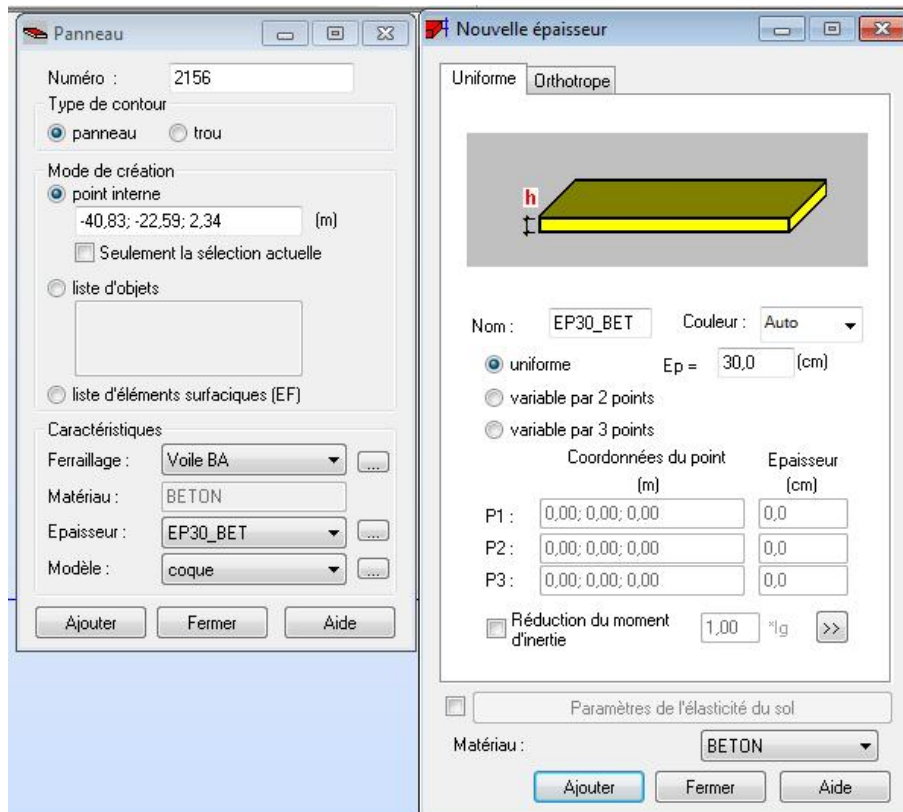 Panneau
Numéro : 2156
Type de contour
panneau trou
Mode de création
point interne
-40,83; -22,59; 2,34 (m)
Seulement la sélection actuelle
liste d'objets
liste d'éléments surfaciques (EF)
Caractéristiques
Ferraillage : Voile BA ...
Matériau : BETON
Epaisseur : EP30_BET ...
Modèle : coque ...
Ajouter Fermer Aide
Nouvelle épaisseur
Uniforme Orthotrope
h
Nom : EP30_BET Couleur : Auto
uniforme Ep = 30,0 (cm)
variable par 2 points
variable par 3 points
Coordonnées du point Epaisseur
(m) (cm)
P1 : 0,00; 0,00; 0,00 0,0
P2 : 0,00; 0,00; 0,00 0,0
P3 : 0,00; 0,00; 0,00 0,0
Réduction du moment
d'inertie 1,00 *Ig >>
Paramètres de l'élasticité du sol
Matériau : BETON
Ajouter Fermer Aide